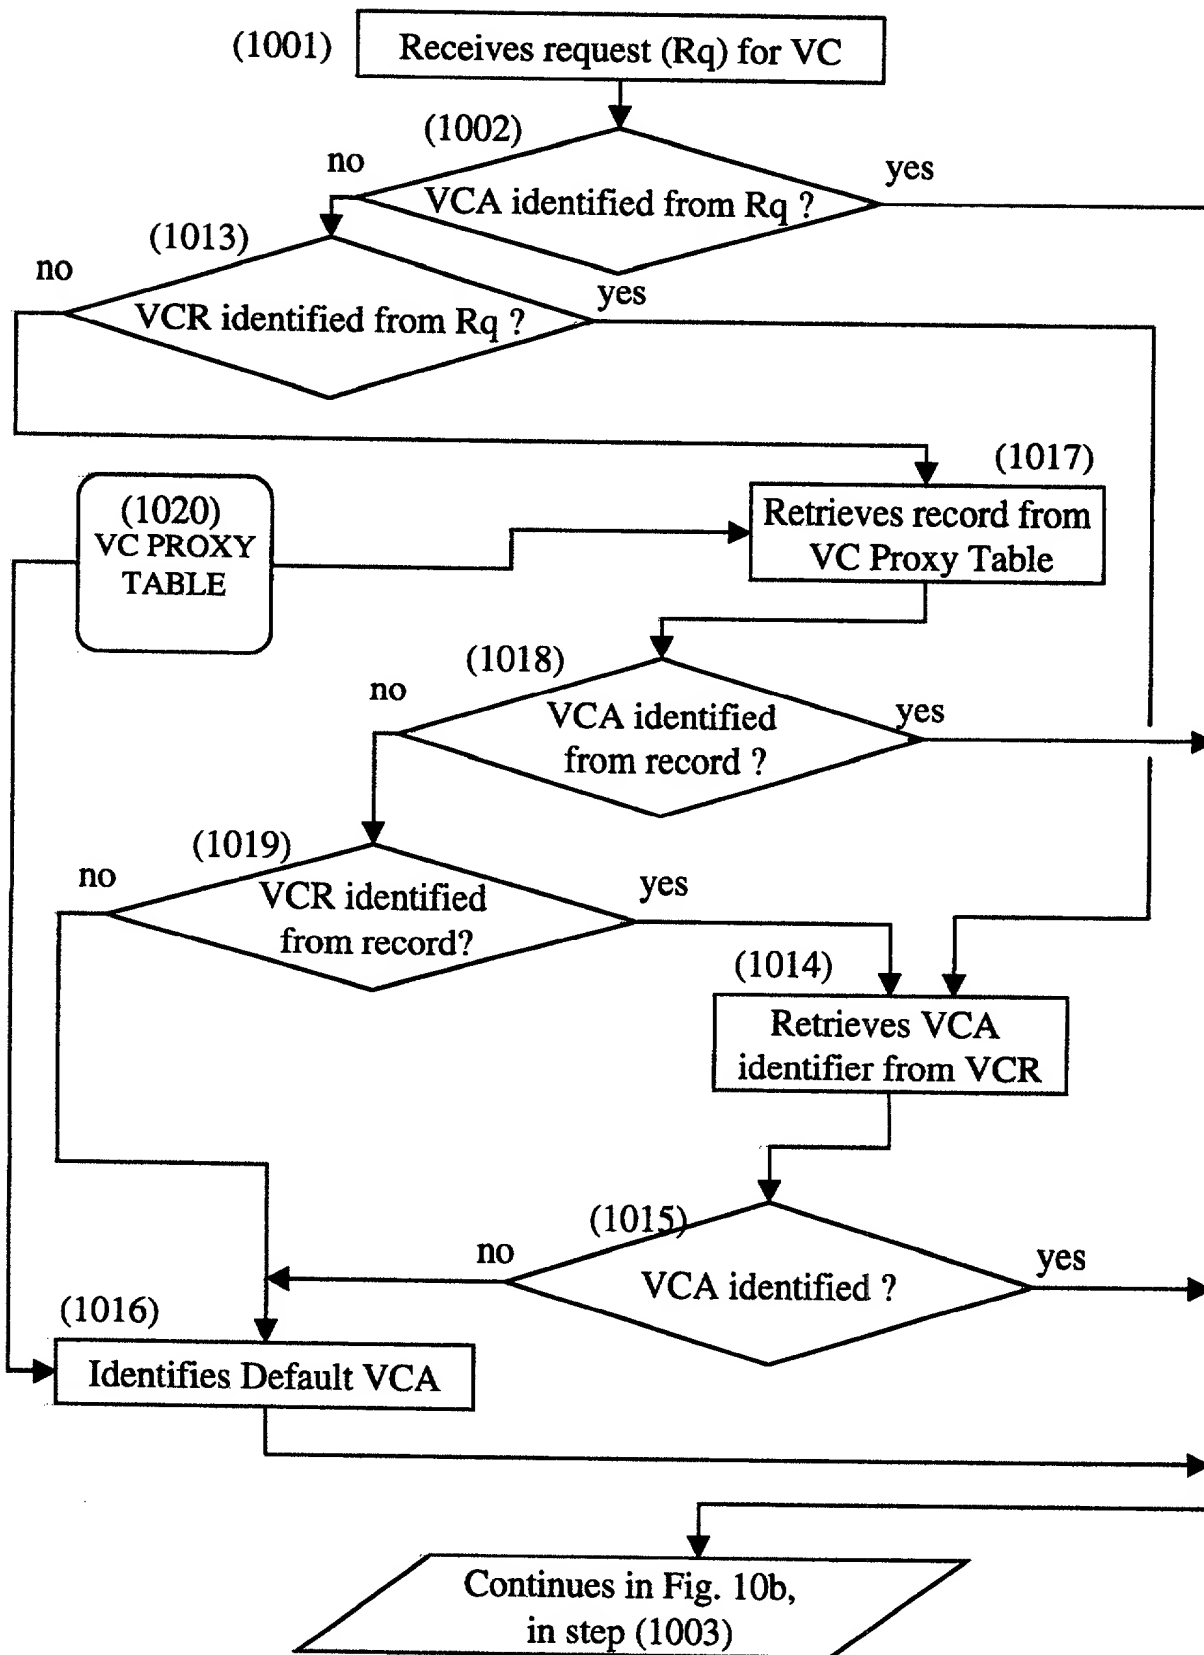 (1001)
Receives request (Rq) for VC
(1002)
no
yes
VCA identified from Rq ?
(1013)
no
yes
VCR identified from Rq ?
(1017)
Retrieves record from
VC Proxy Table
(1020)
VC PROXY
TABLE
(1018)
no
yes
VCA identified
from record ?
(1019)
no
yes
VCR identified
from record?
(1014)
Retrieves VCA
identifier from VCR
(1015)
no
yes
VCA identified ?
(1016)
Identifies Default VCA
Continues in Fig. 10b,
in step (1003)